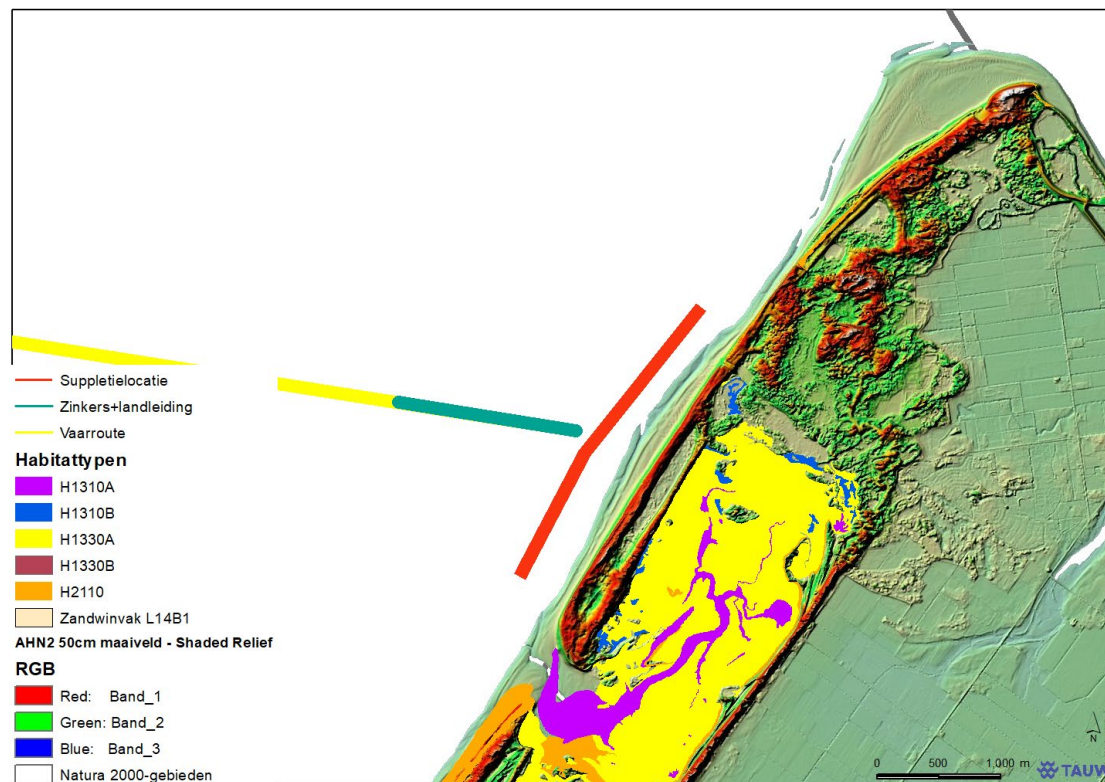 Suppletielocatie
Zinkers+landleiding
Vaarroute
Habitattypen
H1310A
H1310B
H1330A
H1330B
H2110
Zandwinvak L14B1
AHN2 50cm maaiveld - Shaded Relief
RGB
Red: Band_1
Green: Band_2
Blue: Band_3
Natura 2000-gebieden
N
0 500 1.000 m
TAUW